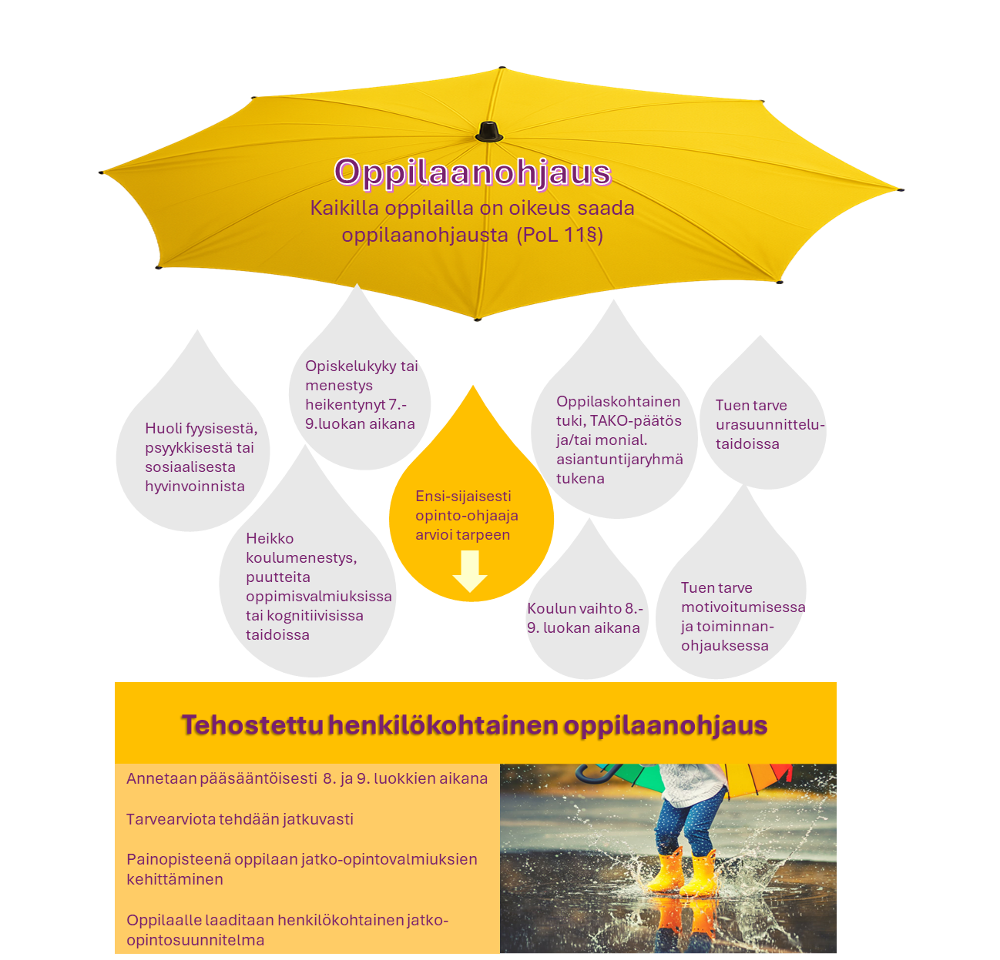 Oppilaanohjaus
Kaikilla oppilailla on oikeus saada
oppilaanohjausta (PoL 11§)
Huoli fyysisestä,
psyykkisestä tai
sosiaalisesta
hyvinvoinnista
Opiskelukyky tai
menestys
heikentynyt 7.-
9.luokan aikana
Heikko
koulumenestys,
puutteita
oppimisvalmiuksissa
tai kognitiivisissa
taidoissa
Ensi-sijaisesti
opinto-ohjaaja
arvioi tarpeen
Oppilaskohtainen
tuki, TAKO-päätös
ja/tai monial.
asiantuntijaryhmä
tukena
Tuen tarve
urasuunnittelu-
taidoissa
Koulun vaihto 8.-
9. luokan aikana
Tuen tarve
motivoitumisessa
ja toiminnan-
ohjauksessa
Tehostettu henkilökohtainen oppilaanohjaus
Annetaan pääsääntöisesti 8. ja 9. luokkien aikana
Tarvearviota tehdään jatkuvasti
Painopisteenä oppilaan jatko-opintovalmiuksien
kehittäminen
Oppilaalle laaditaan henkilökohtainen jatko-
opintosuunnitelma